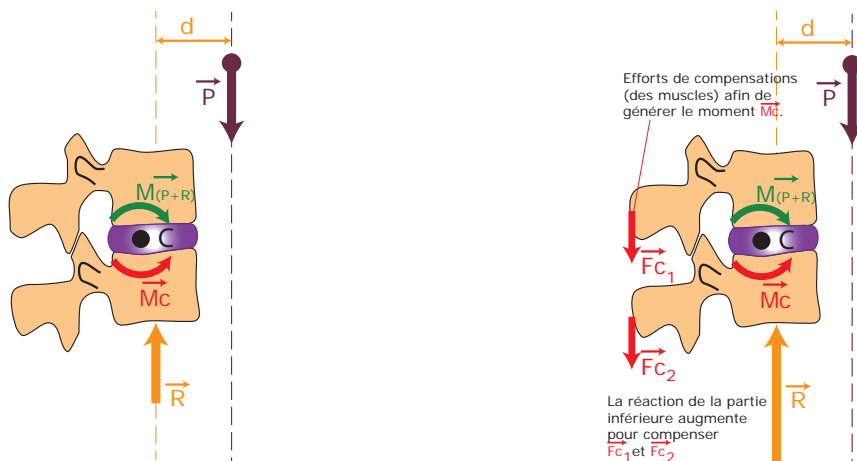 d
P
M(P+R)
C
Mc
R
d
Efforts de compensations
(des muscles) afin de
générer le moment Mc.
P
M(P+R)
C
Fc1
Mc
Fc2
La réaction de la partie
inférieure augmente
pour compenser
Fc1 et Fc2
R